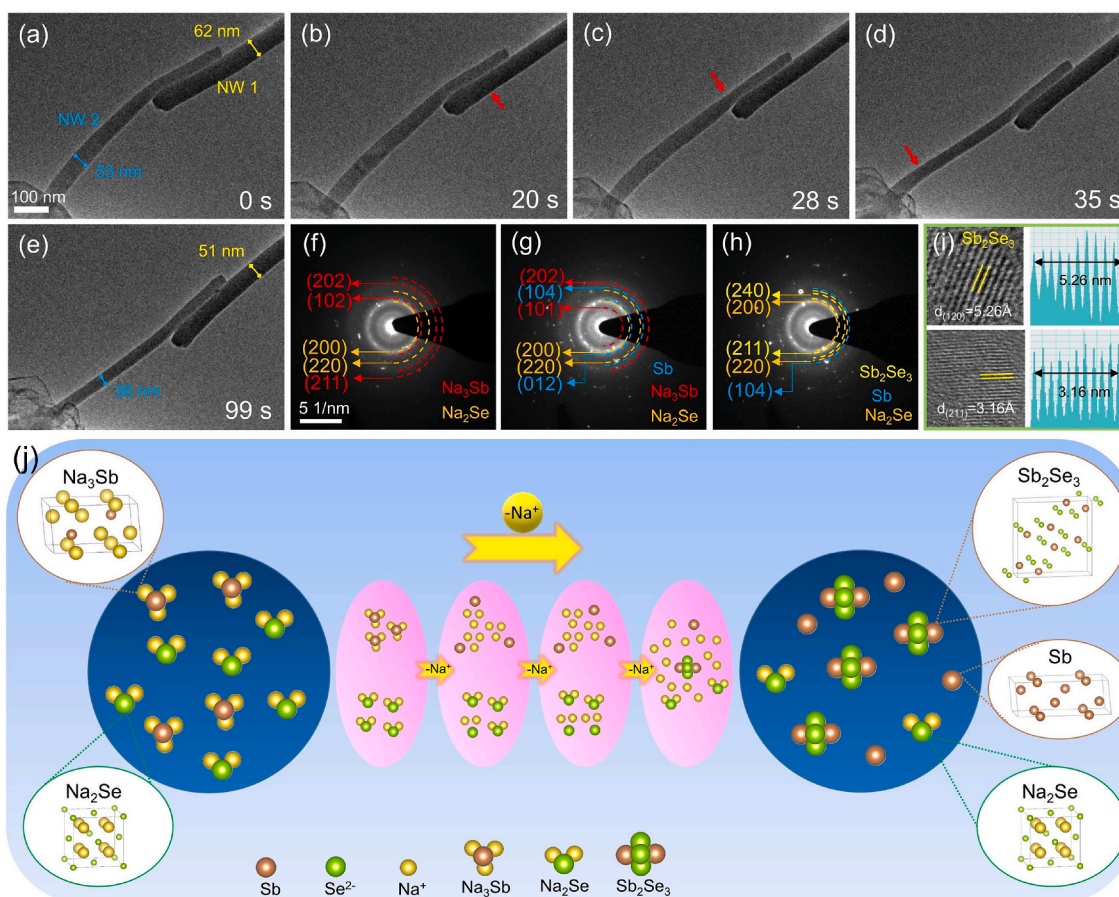 (a)
62 nm
NW 1
NW 2
53 nm
100 nm
0 s
(b)
20 s
(c)
28 s
(d)
35 s
(e)
51 nm
36 nm
99 s
(f)
(202)
(102)
(200)
(220)
(211)
Na₃Sb
Na₂Se
5 1/nm
(g)
(202)
(104)
(101)
(200)
(220)
(012)
Sb
Na₃Sb
Na₂Se
(h)
(240)
(200)
(211)
(220)
(104)
Sb₂Se₃
Sb
Na₂Se
(i)
Sb₂Se₃
d₍₁₂₀₎=5.26Å
5.26 nm
d₍₂₁₁₎=3.16Å
3.16 nm
(j)
Na₃Sb
-Na⁺
Sb₂Se₃
-Na⁺
-Na⁺
-Na⁺
Sb
Na₂Se
Na₂Se
Sb
Se²⁻
Na⁺
Na₃Sb
Na₂Se
Sb₂Se₃